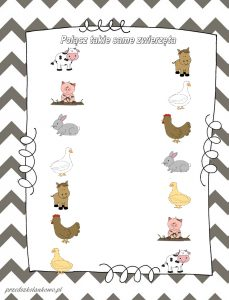 Połącz takie same zwierzęta
przedszkolankowo.pl